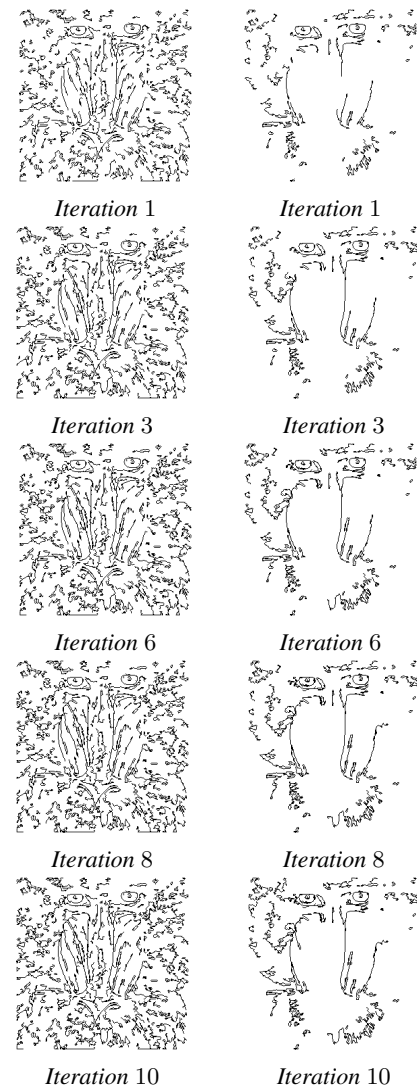 Iteration 1 Iteration 1
Iteration 3 Iteration 3
Iteration 6 Iteration 6
Iteration 8 Iteration 8
Iteration 10 Iteration 10